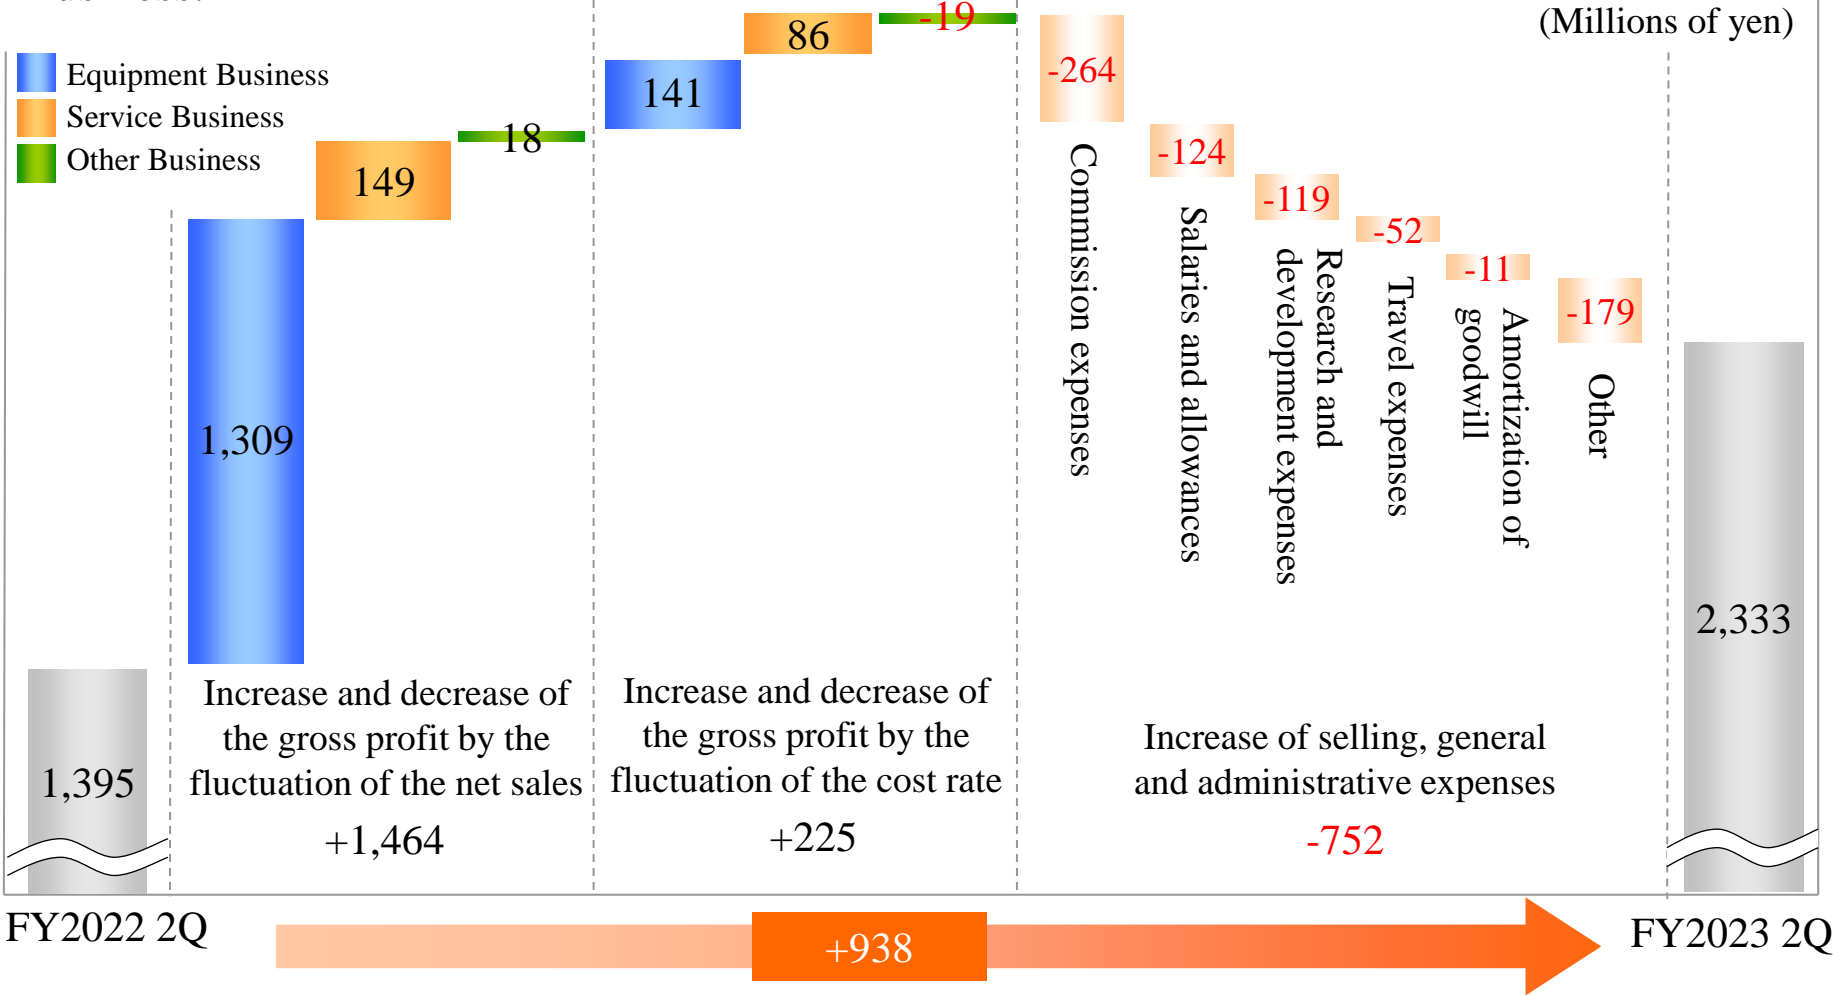 (Millions of yen)
Equipment Business
Service Business
Other Business
1,395
1,309
149
18
Increase and decrease of
the gross profit by the
fluctuation of the net sales
+1,464
141
86
-19
Increase and decrease of
the gross profit by the
fluctuation of the cost rate
+225
-264
Commission expenses
-124
Salaries and allowances
-119
Research and
development expenses
-52
Travel expenses
-11
Amortization of
goodwill
-179
Other
Increase of selling, general
and administrative expenses
-752
2,333
FY2022 2Q
+938
FY2023 2Q